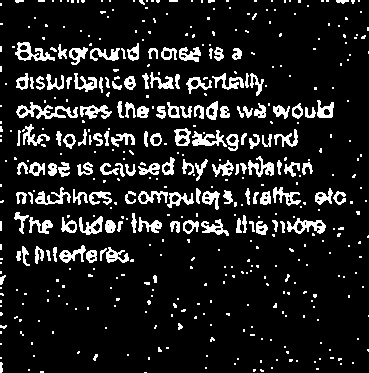 Background noise is a
disturbance that partially
obscures the sounds we would
like to listen to. Background
noise is caused by ventilation
machines, computers, traffic, etc.
The louder the noise, the more
it interferes.